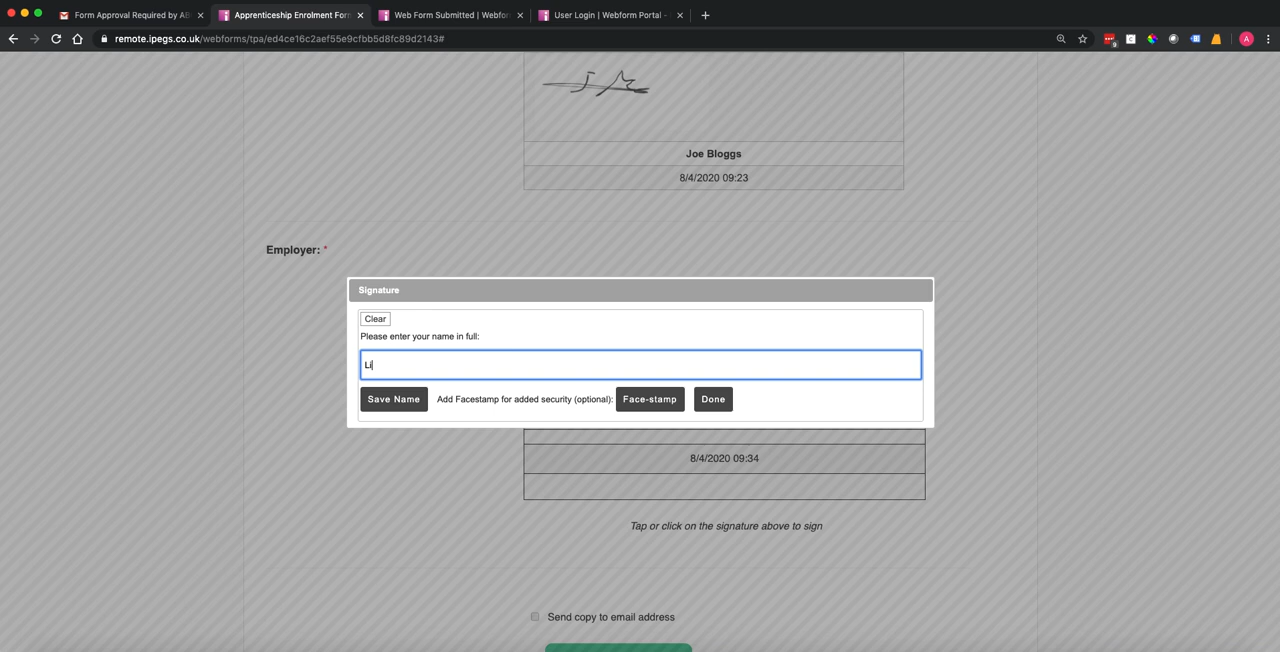 Form Approval Required by AB
Apprenticeship Enrolment For
Web Form Submitted | Webfor
User Login | Webform Portal -
remote.ipegs.co.uk/webforms/tpa/ed4ce16c2aef55e9cfbb5d8fc89d2143#
Joe Bloggs
8/4/2020 09:23
Employer: *
Signature
Clear
Please enter your name in full:
Li
Save Name Add Facestamp for added security (optional): Face-stamp Done
8/4/2020 09:34
Tap or click on the signature above to sign
Send copy to email address